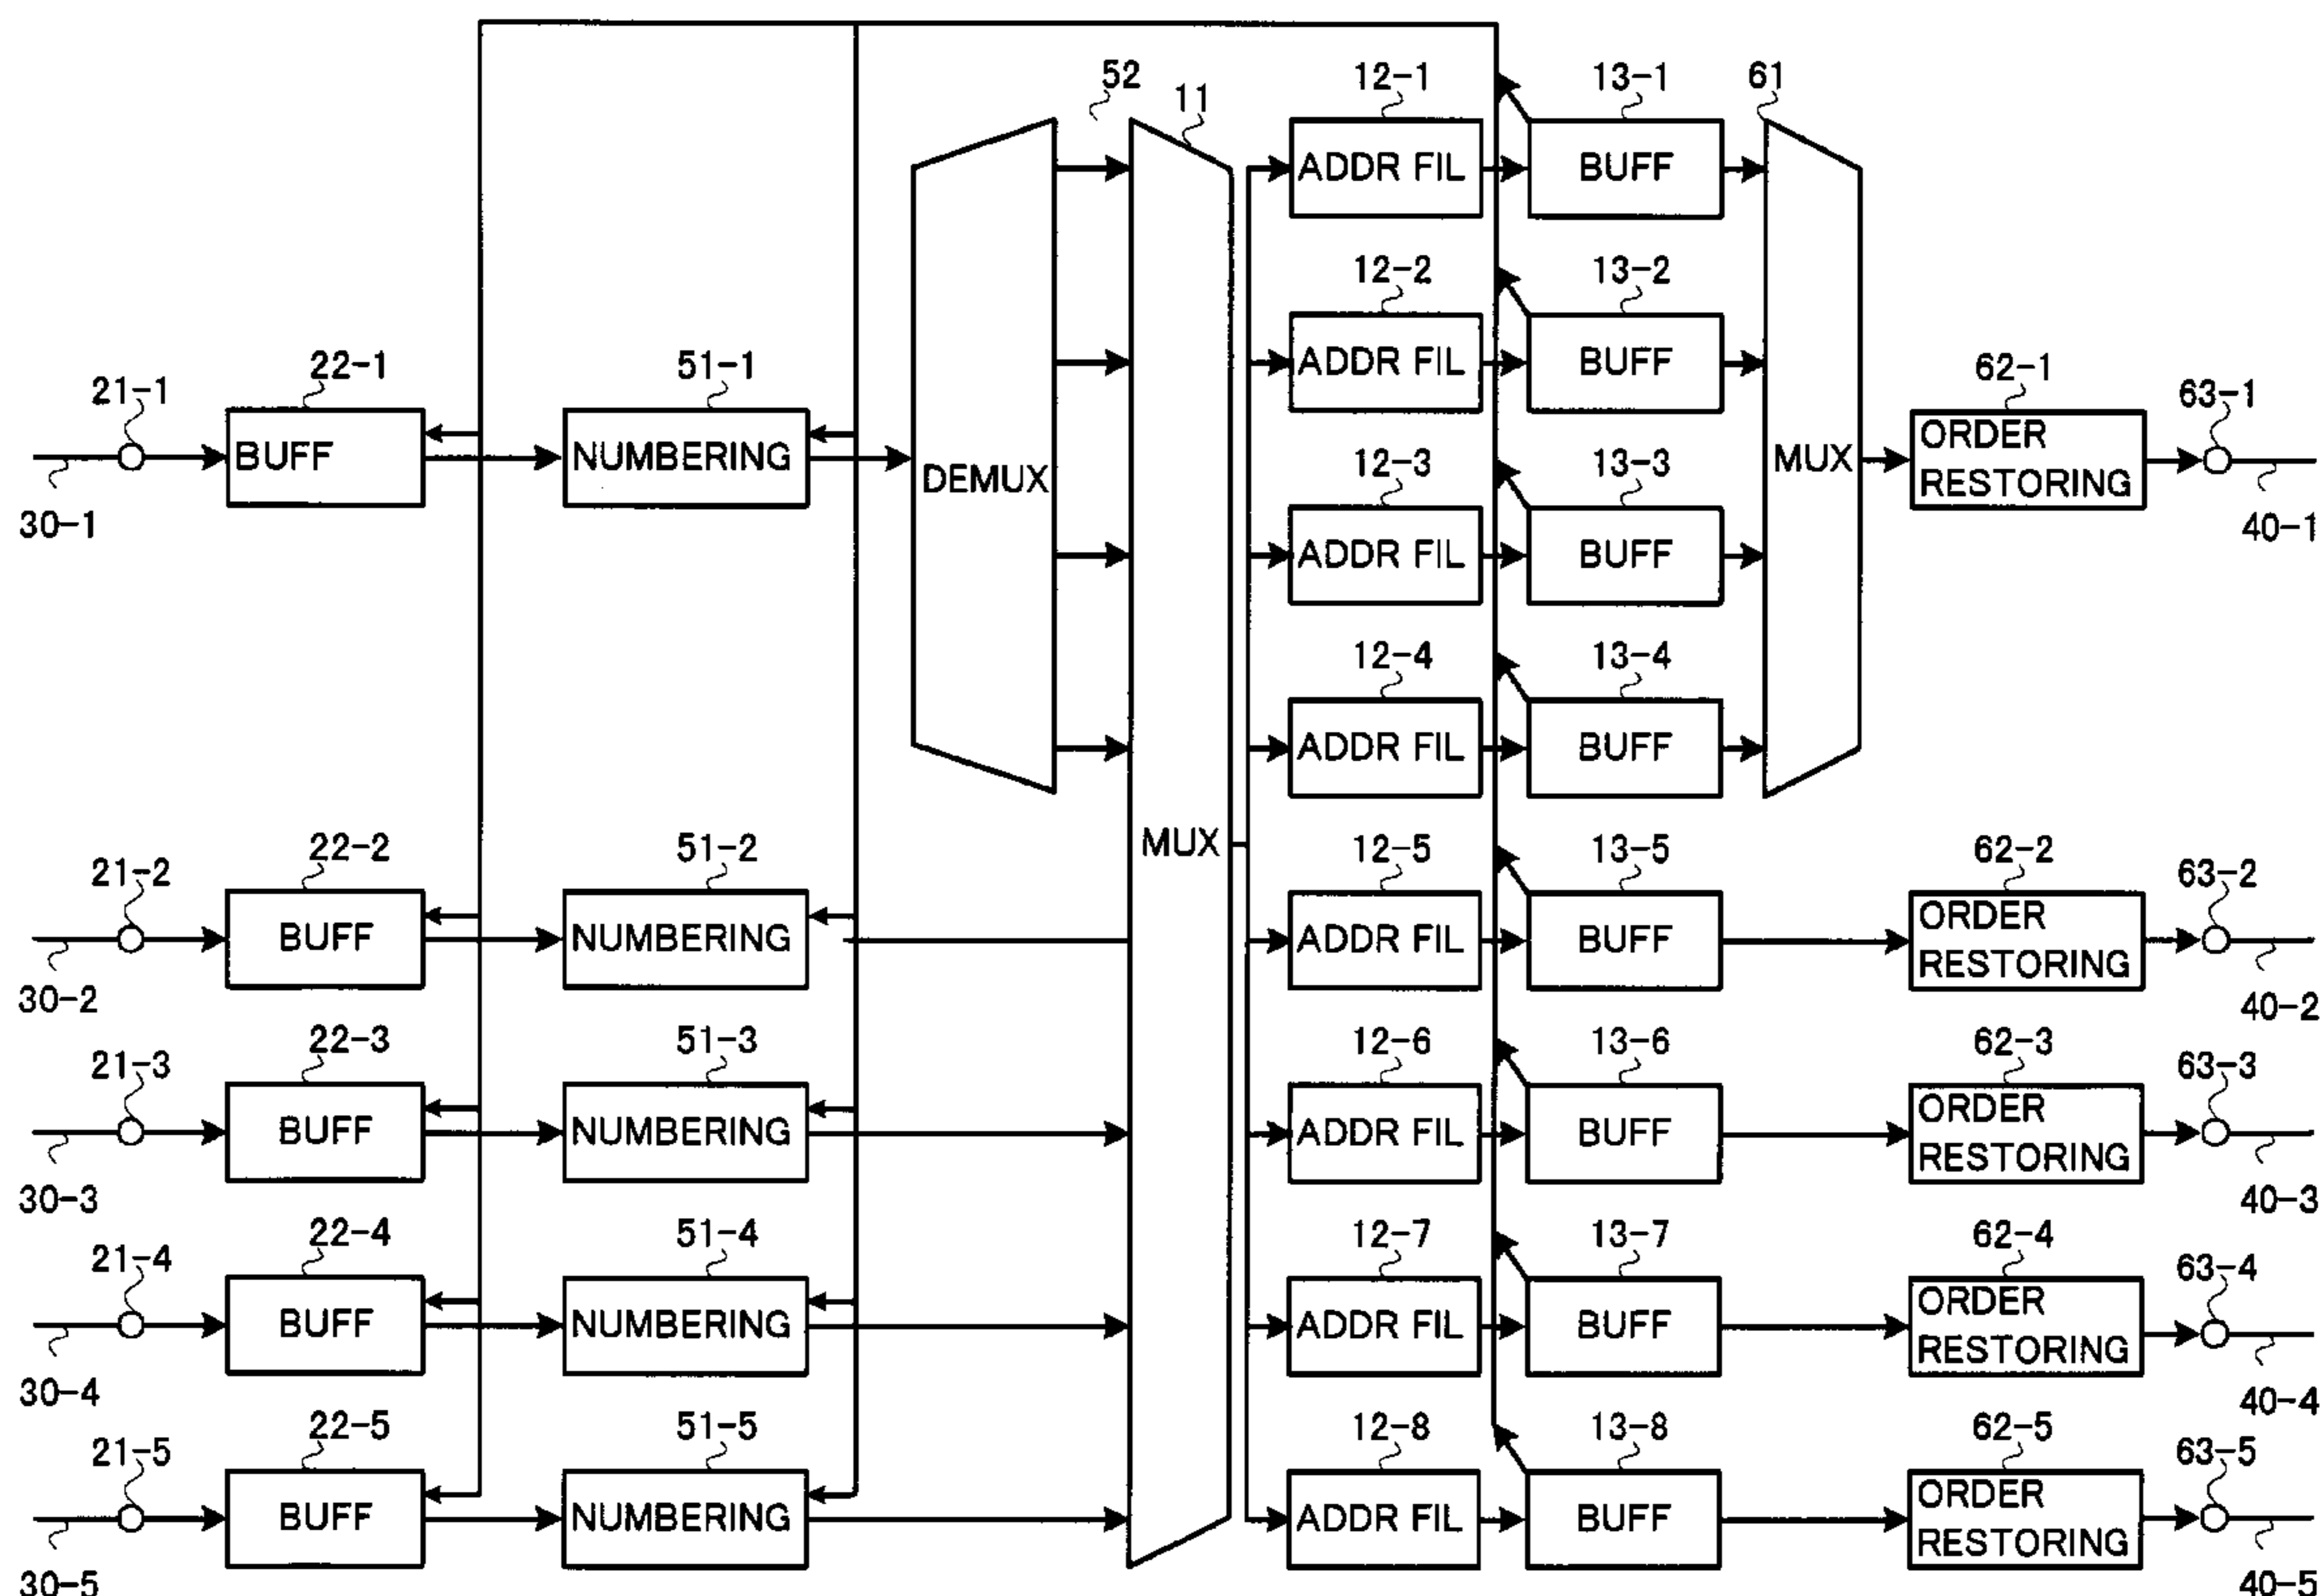 52
11
12-1
13-1
61
ADDR FIL
BUFF
12-2
13-2
ADDR FIL
BUFF
21-1
22-1
51-1
12-3
13-3
62-1
63-1
BUFF
NUMBERING
DEMUX
MUX
ORDER
RESTORING
30-1
40-1
ADDR FIL
BUFF
12-4
13-4
ADDR FIL
BUFF
21-2
22-2
51-2
MUX
12-5
13-5
62-2
63-2
BUFF
NUMBERING
ADDR FIL
BUFF
ORDER
RESTORING
30-2
40-2
21-3
22-3
51-3
12-6
13-6
62-3
63-3
BUFF
NUMBERING
ADDR FIL
BUFF
ORDER
RESTORING
30-3
40-3
21-4
22-4
51-4
12-7
13-7
62-4
63-4
BUFF
NUMBERING
ADDR FIL
BUFF
ORDER
RESTORING
30-4
40-4
21-5
22-5
51-5
12-8
13-8
62-5
63-5
BUFF
NUMBERING
ADDR FIL
BUFF
ORDER
RESTORING
30-5
40-5